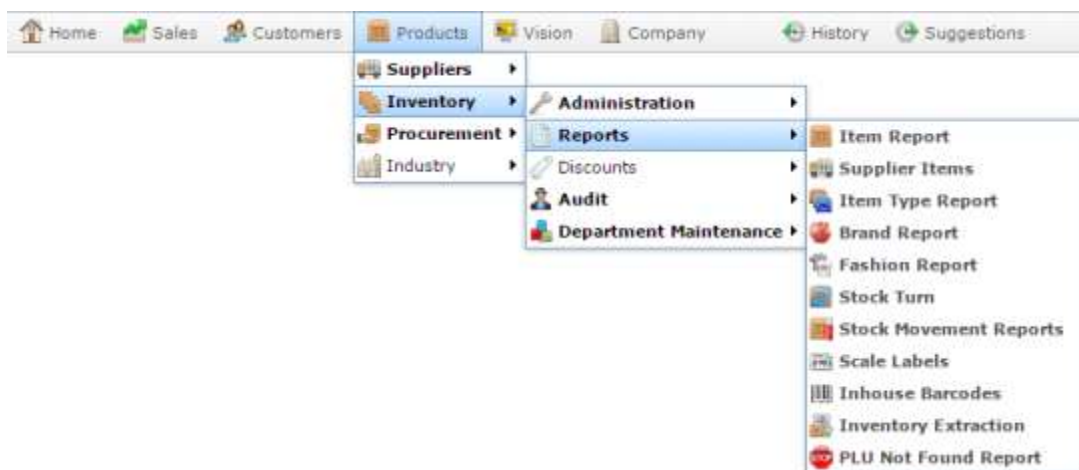 Home Sales Customers Products Vision Company History Suggestions
Suppliers
Inventory Administration
Procurement Reports Item Report
Industry Discounts Supplier Items
Audit Item Type Report
Department Maintenance Brand Report
Fashion Report
Stock Turn
Stock Movement Reports
Scale Labels
Inhouse Barcodes
Inventory Extraction
PLU Not Found Report